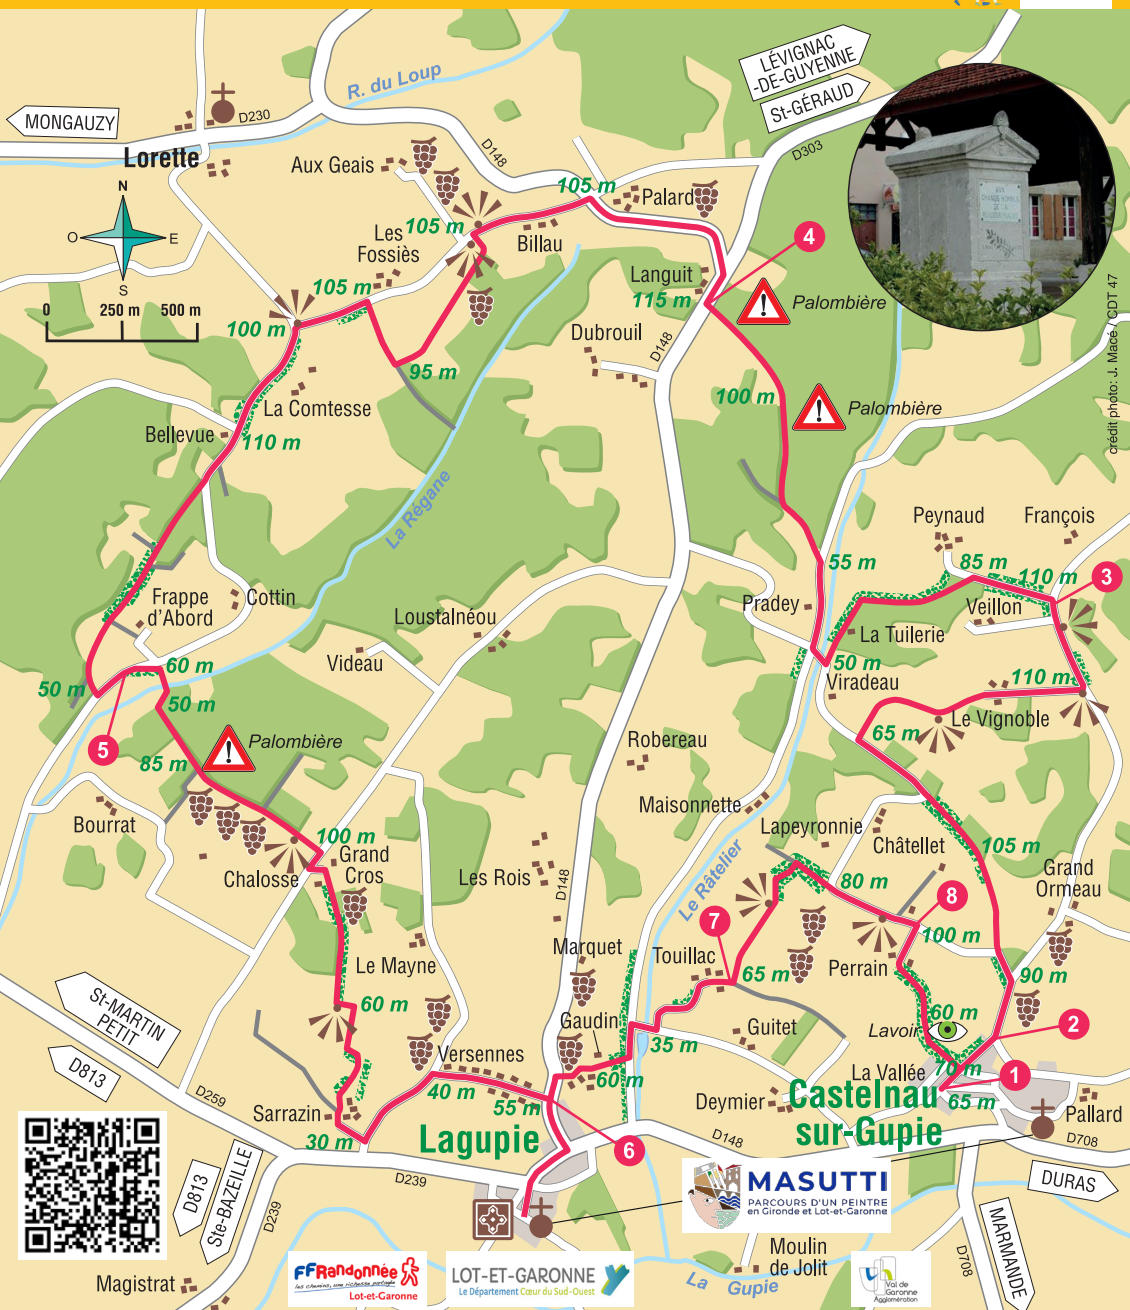 LÉVIGNAC
-DE-GUYENNE
St-GÉRAUD
R. du Loup
MONGAUZY
D230
Lorette
D148
D303
Aux Geais
105 m
Palard
N
O
E
S
Les
Fossiès
105 m
Billau
4
Languit
115 m
Palombière
0
250 m
500 m
105 m
100 m
Dubrouil
D148
crédit photo: J. Macé / CDT 47
95 m
100 m
Palombière
La Comtesse
Bellevue
110 m
La Régane
Peynaud
François
55 m
85 m
110 m
3
Frappe
d'Abord
Cottin
Loustalnéou
Pradey
Veillon
La Tuilerie
Videau
60 m
50 m
50 m
50 m
Viradeau
110 m
Le Vignoble
65 m
5
Palombière
85 m
Robereau
Maisonnette
Bourrat
100 m
Grand
Cros
Chalosse
Lapeyronnie
Châtellet
105 m
Grand
Ormeau
Les Rois
D148
Le Râtelier
80 m
8
7
100 m
Marquet
Touillac
65 m
Perrain
90 m
Le Mayne
St-MARTIN
PETIT
60 m
Gaudin
Guitet
60 m
Lavoir
2
35 m
D813
Versennes
60 m
La Vallée
70 m
1
D259
40 m
55 m
65 m
Deymier
Castelnau
sur-Gupie
Pallard
Sarrazin
30 m
Lagupie
6
D148
D708
D813
Ste-BAZEILLE
D239
D239
MASUTTI
PARCOURS D'UN PEINTRE
en Gironde et Lot-et-Garonne
DURAS
MARMANDE
D708
Moulin
de Jolit
La Gupie
Magistrat
FFRandonnée
les chemins, une richesse partagée
Lot-et-Garonne
LOT-ET-GARONNE
Le Département Cœur du Sud-Ouest
Val de
Garonne
Agglomération